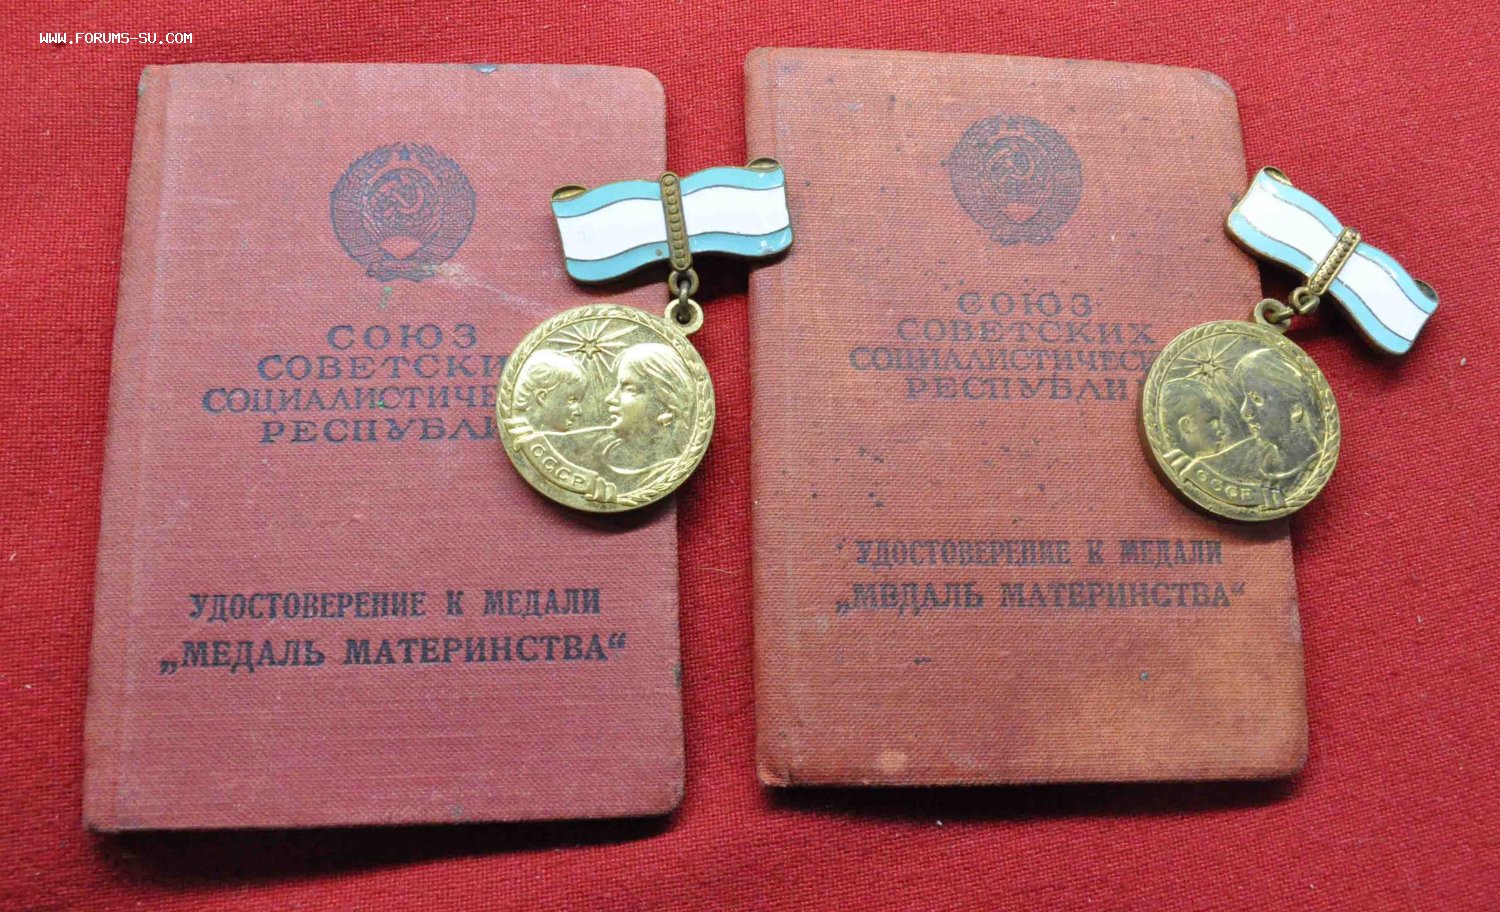 WWW.FORUMS-SU.COM
СОЮЗ
СОВЕТСКИ
СОЦИАЛИСТИЧЕ
РЕСПУБЛИ
УДОСТОВЕРЕНИЕ К МЕДАЛИ
„МЕДАЛЬ МАТЕРИНСТВА“
СССР
СОЮЗ
СОВЕТСКИХ
СОЦИАЛИСТИЧЕСК
РЕСПУБЛИ
УДОСТОВЕРЕНИЕ К МЕДАЛИ
„МЕДАЛЬ МАТЕРИНСТВА“
СССР